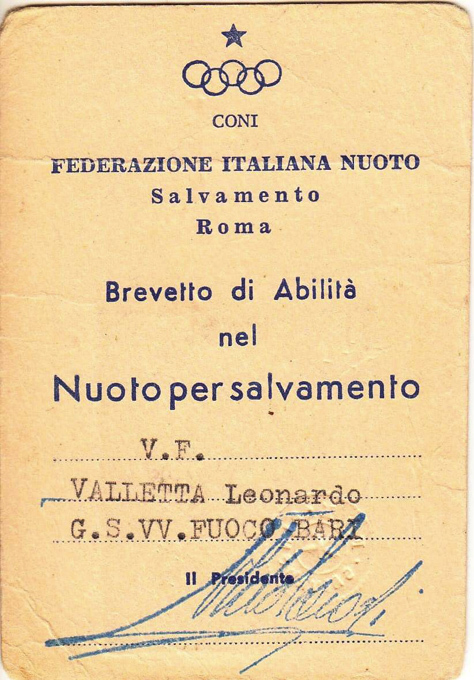 CONI
FEDERAZIONE ITALIANA NUOTO
Salvamento
Roma
Brevetto di Abilità
nel
Nuoto per salvamento
V.F.
VALLETTA Leonardo
G.S.VV.FUOCO BARI
Il Presidente